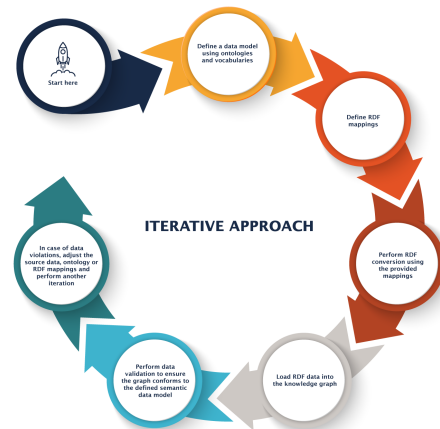 Start here
Define a data model
using ontologies
and vocabularies
Define RDF
mappings
ITERATIVE APPROACH
Perform RDF
conversion using
the provided
mappings
Load RDF data into
the knowledge graph
Perform data
validation to ensure
the graph conforms to
the defined semantic
data model
In case of data
violations, adjust the
source data, ontology or
RDF mappings and
perform another
iteration